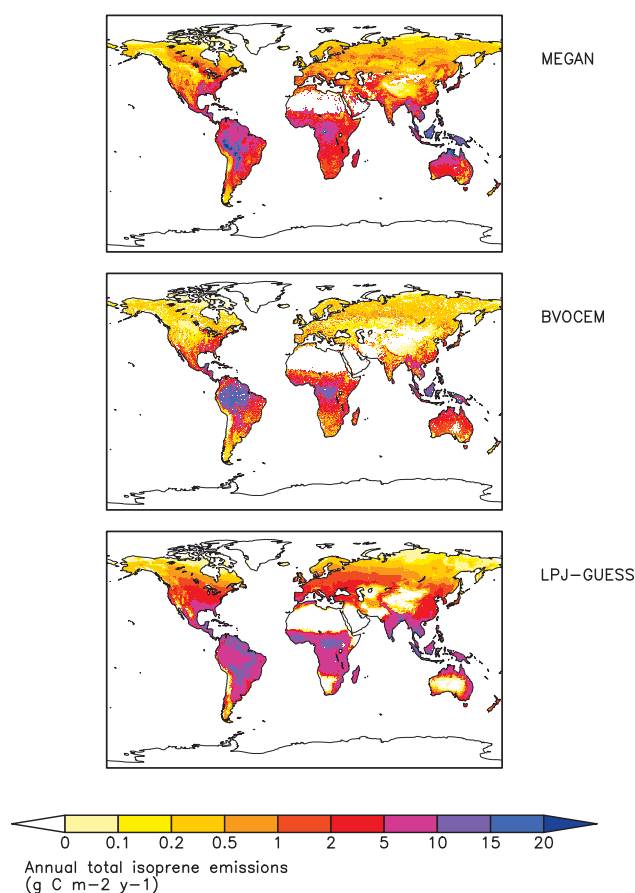 MEGAN
BVOCEM
LPJ-GUESS
0 0.1 0.2 0.5 1 2 5 10 15 20
Annual total isoprene emissions
(g C m-2 y-1)